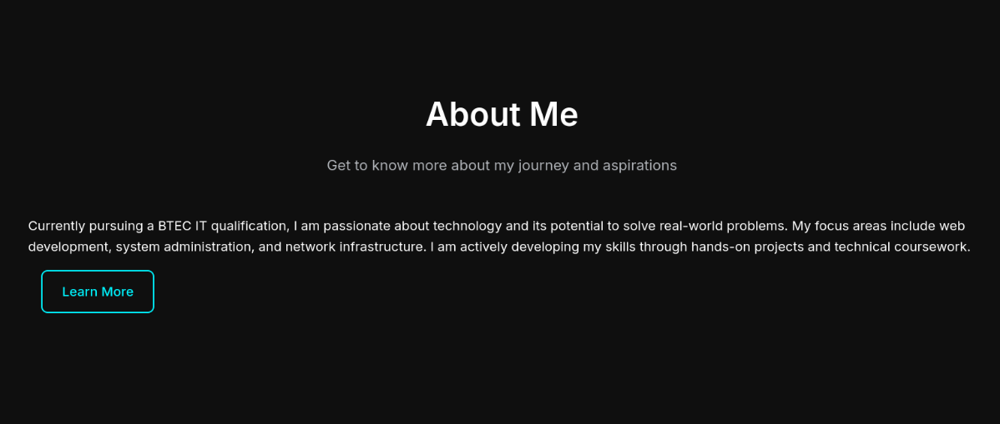 About Me
Get to know more about my journey and aspirations
Currently pursuing a BTEC IT qualification, I am passionate about technology and its potential to solve real-world problems. My focus areas include web
development, system administration, and network infrastructure. I am actively developing my skills through hands-on projects and technical coursework.
Learn More